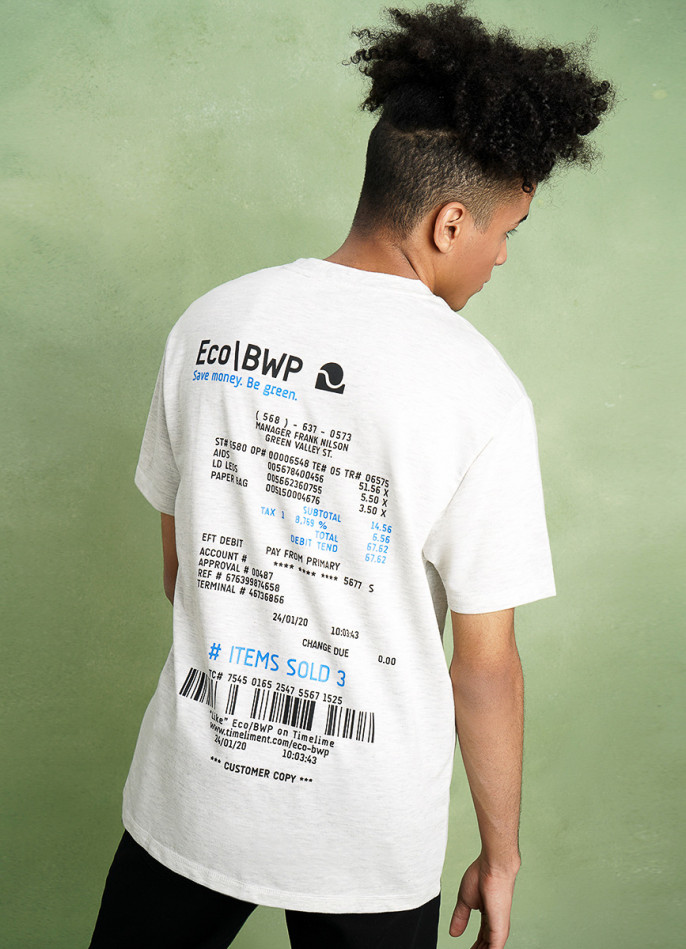 Eco|BWP
Save money. Be green.
( 568 ) - 637 - 0573
MANAGER FRANK NILSON
GREEN VALLEY ST.
ST# 5580 OP# 00006548 TE# 05 TR# 06575
AIDS 005678400456 51.56 X
LD LEDS 005662360755 5.50 X
PAPER BAG 005150004676 3.50 X
SUBTOTAL 14.56
TAX 1 8,769 % 6.56
TOTAL 67.62
DEBIT TEND 67.62
EFT DEBIT PAY FROM PRIMARY
ACCOUNT # **** **** **** 5677 S
APPROVAL # 00487
REF # 676399874658
TERMINAL # 46736866
24/01/20 10:03:43
CHANGE DUE 0.00
# ITEMS SOLD 3
TC# 7545 0165 2547 5567 1525
"Like" Eco/BWP on Timelime
www.timeliment.com/eco-bwp
24/01/20 10:03:43
*** CUSTOMER COPY ***